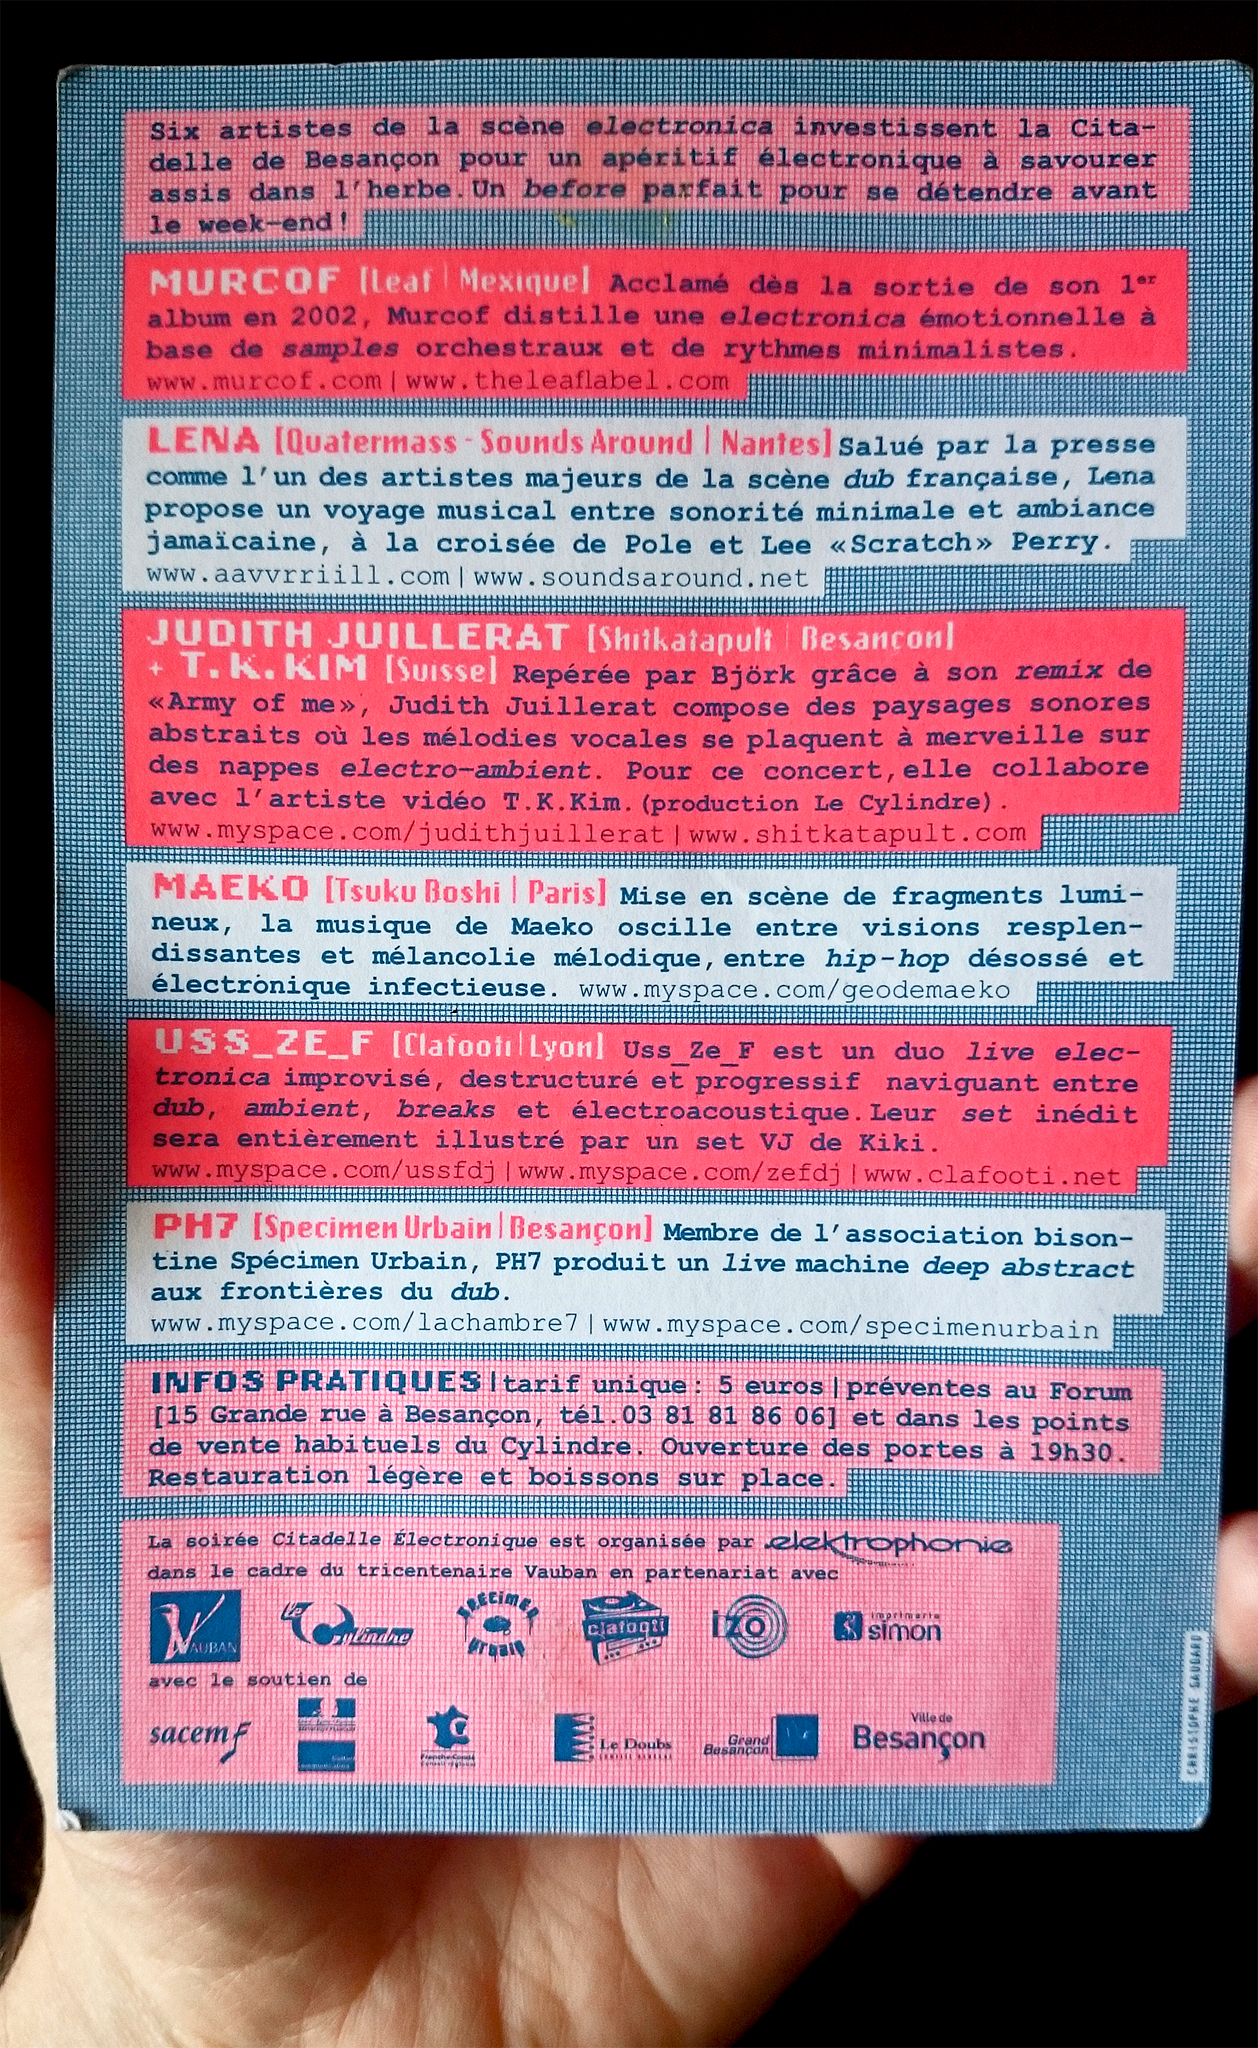 Six artistes de la scène electronica investissent la Cita-
delle de Besançon pour un apéritif électronique à savourer
assis dans l'herbe. Un before parfait pour se détendre avant
le week-end !
MURCOF [Leaf | Mexique] Acclamé dès la sortie de son 1er
album en 2002, Murcof distille une electronica émotionnelle à
base de samples orchestraux et de rythmes minimalistes.
www.murcof.com | www.theleaflabel.com
LENA [Quatermass - Sounds Around | Nantes] Salué par la presse
comme l'un des artistes majeurs de la scène dub française, Lena
propose un voyage musical entre sonorité minimale et ambiance
jamaïcaine, à la croisée de Pole et Lee «Scratch» Perry.
www.aavvrriill.com | www.soundsaround.net
JUDITH JUILLERAT [Shitkatapult | Besançon]
+ T.K.KIM [Suisse] Repérée par Björk grâce à son remix de
«Army of me», Judith Juillerat compose des paysages sonores
abstraits où les mélodies vocales se plaquent à merveille sur
des nappes electro-ambient. Pour ce concert, elle collabore
avec l'artiste vidéo T.K.Kim. (production Le Cylindre).
www.myspace.com/judithjuillerat | www.shitkatapult.com
MAEKO [Tsuku Boshi | Paris] Mise en scène de fragments lumi-
neux, la musique de Maeko oscille entre visions resplen-
dissantes et mélancolie mélodique, entre hip-hop désossé et
électronique infectieuse. www.myspace.com/geodemaeko
USS_ZE_F [Clafooti | Lyon] Uss_Ze_F est un duo live elec-
tronica improvisé, destructuré et progressif naviguant entre
dub, ambient, breaks et électroacoustique. Leur set inédit
sera entièrement illustré par un set VJ de Kiki.
www.myspace.com/ussfdj | www.myspace.com/zefdj | www.clafooti.net
PH7 [Specimen Urbain | Besançon] Membre de l'association bison-
tine Spécimen Urbain, PH7 produit un live machine deep abstract
aux frontières du dub.
www.myspace.com/lachambre7 | www.myspace.com/specimenurbain
INFOS PRATIQUES | tarif unique : 5 euros | préventes au Forum
[15 Grande rue à Besançon, tél. 03 81 81 86 06] et dans les points
de vente habituels du Cylindre. Ouverture des portes à 19h30.
Restauration légère et boissons sur place.
La soirée Citadelle Électronique est organisée par elektrophonie
dans le cadre du tricentenaire Vauban en partenariat avec
VAUBAN Le Cylindre SPECIMEN URBAIN clafooti IZO imprimerie simon
avec le soutien de
sacem Franche-Comté Conseil régional Le Doubs Grand Besançon Ville de Besançon
CHRISTOPHE GAUDARD